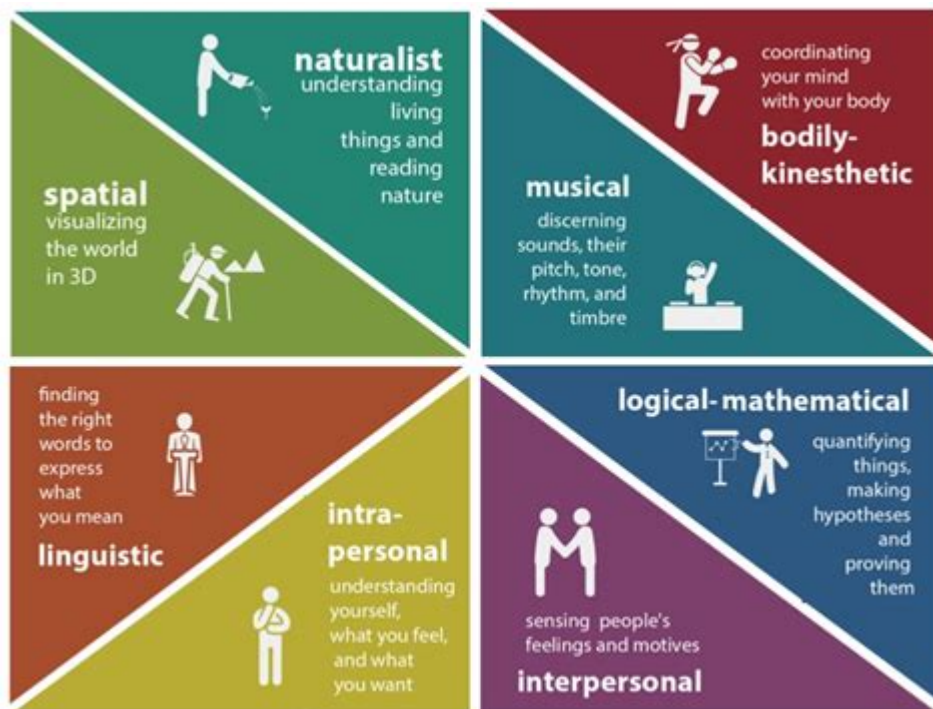 naturalist
understanding
living
things and
reading
nature
spatial
visualizing
the world
in 3D
coordinating
your mind
with your body
bodily-
kinesthetic
musical
discerning
sounds, their
pitch, tone,
rhythm, and
timbre
finding
the right
words to
express
what
you mean
linguistic
intra-
personal
understanding
yourself,
what you feel,
and what
you want
logical-mathematical
quantifying
things,
making
hypotheses
and
proving
them
sensing people's
feelings and motives
interpersonal